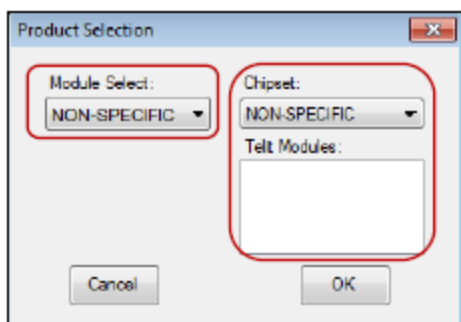 Product Selection
Module Select:
NON-SPECIFIC
Chipset:
NON-SPECIFIC
Telit Modules:
Cancel
OK